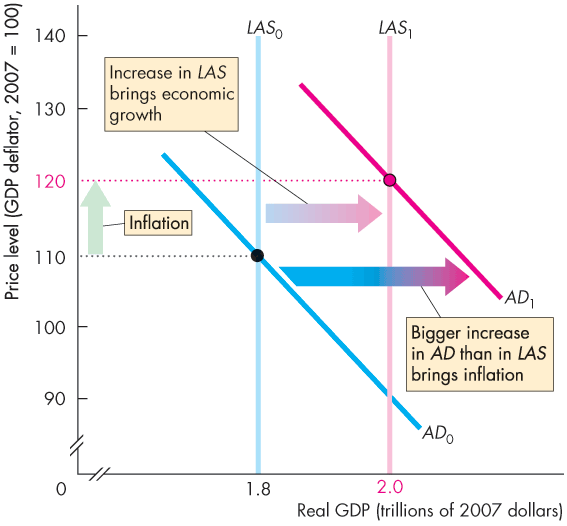 Price level (GDP deflator, 2007 = 100)
140
130
120
110
100
90
0
LAS0
LAS1
Increase in LAS
brings economic
growth
Inflation
AD1
Bigger increase
in AD than in LAS
brings inflation
AD0
1.8
2.0
Real GDP (trillions of 2007 dollars)